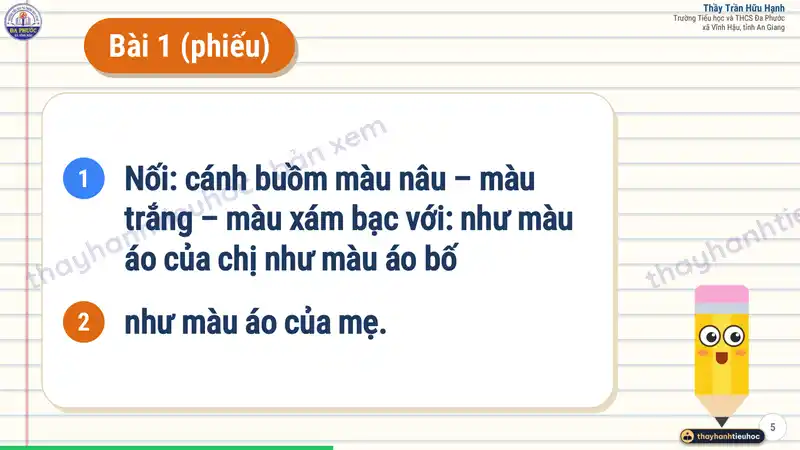 Thầy Trần Hữu Hạnh
Trường Tiểu học và THCS Đa Phước
xã Vĩnh Hậu, tỉnh An Giang
ĐA PHƯỚC
Bài 1 (phiếu)
1 Nối: cánh buồm màu nâu – màu
trắng – màu xám bạc với: như màu
áo của chị như màu áo bố
2 như màu áo của mẹ.
thayhanhtieuhoc
5